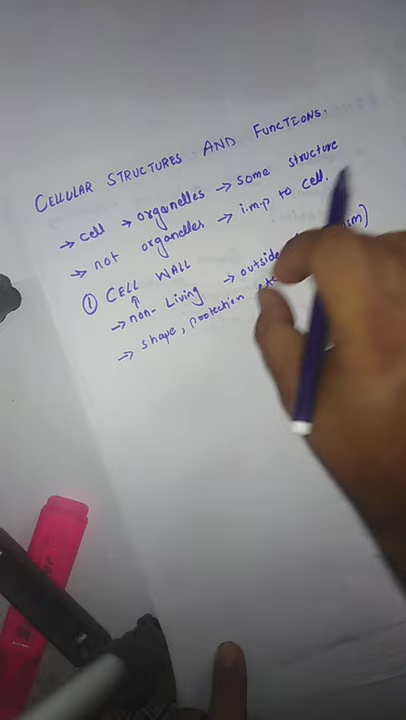 CELLULAR STRUCTURES AND FUNCTIONS.
→ cell → organelles → some structure
→ not organelles → i.m.p to cell.
① CELL WALL
→ non-Living → outside
→ shape, protection etc